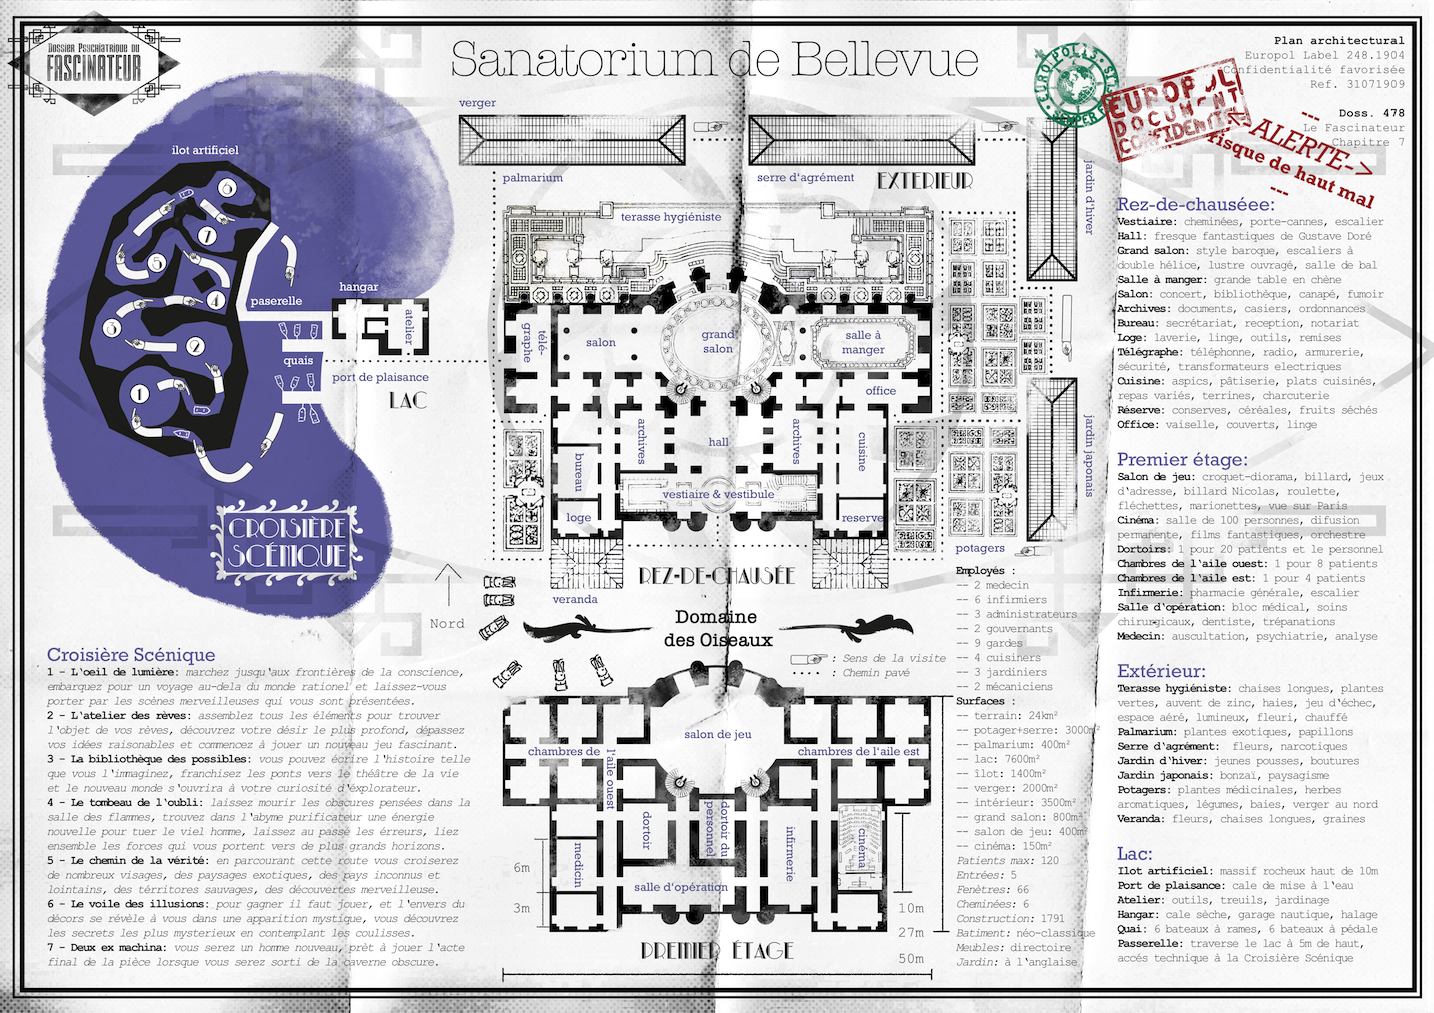 Dossier Psychiatrique du
FASCINATEUR
Sanatorium de Bellevue
EUROPOLIS
SEMPER
EUROPOL
DOCUMENT
CONFIDENTIEL
Plan architectural
Europol Label 248.1904
Confidentialité favorisée
Ref. 31071909
Doss. 478
Le Fascinateur
Chapitre 7
---
<-ALERTE->
risque de haut mal
---
ilot artificiel
6
7
5
4
3
2
1
paserelle
hangar
atelier
quais
port de plaisance
LAC
CROISIÈRE
SCÉNIQUE
Nord
verger
palmarium
serre d'agrément
EXTERIEUR
jardin d'hiver
terasse hygiéniste
télé-
graphe
salon
grand
salon
salle à
manger
office
archives
hall
archives
cuisine
bureau
vestiaire & vestibule
loge
reserve
jardin japonais
potagers
REZ-DE-CHAUSÉE
veranda
Domaine
des Oiseaux
: Sens de la visite
: Chemin pavé
salon de jeu
chambres de
l'aile ouest
chambres de l'aile est
dortoir
dortoir du
personnel
infirmerie
cinéma
medicin
salle d'opération
6m
3m
10m
27m
50m
PREMIER ÉTAGE
Croisière Scénique
1 - L'oeil de lumière: marchez jusqu'aux frontières de la conscience,
embarquez pour un voyage au-dela du monde rationel et laissez-vous
porter par les scènes merveilleuses qui vous sont présentées.
2 - L'atelier des rèves: assemblez tous les éléments pour trouver
l'objet de vos rèves, découvrez votre désir le plus profond, dépassez
vos idées raisonables et commencez à jouer un nouveau jeu fascinant.
3 - La bibliothèque des possibles: vous pouvez écrire l'histoire telle
que vous l'immaginez, franchisez les ponts vers le théâtre de la vie
et le nouveau monde s'ouvrira à votre curiosité d'éxplorateur.
4 - Le tombeau de l'oubli: laissez mourir les obscures pensées dans la
salle des flammes, trouvez dans l'abyme purificateur une énergie
nouvelle pour tuer le viel homme, laissez au passé les érreurs, liez
ensemble les forces qui vous portent vers de plus grands horizons.
5 - Le chemin de la vérité: en parcourant cette route vous croiserez
de nombreux visages, des paysages exotiques, des pays inconnus et
lointains, des térritores sauvages, des découvertes merveilleuse.
6 - Le voile des illusions: pour gagner il faut jouer, et l'envers du
décors se révèle à vous dans une apparition mystique, vous découvrez
les secrets les plus mysterieux en contemplant les coulisses.
7 - Deux ex machina: vous serez un homme nouveau, prèt à jouer l'acte
final de la pièce lorsque vous serez sorti de la caverne obscure.
Employés :
-- 2 medecin
-- 6 infirmiers
-- 3 administrateurs
-- 2 gouvernants
-- 9 gardes
-- 4 cuisiners
-- 3 jardiniers
-- 2 mécaniciens
Surfaces :
-- terrain: 24km²
-- potager+serre: 3000m²
-- palmarium: 400m²
-- lac: 7600m²
-- îlot: 1400m²
-- verger: 2000m²
-- intérieur: 3500m²
-- grand salon: 800m²
-- salon de jeu: 400m²
-- cinéma: 150m²
Patients max: 120
Entrées: 5
Fenêtres: 66
Cheminées: 6
Construction: 1791
Batiment: néo-classique
Meubles: directoire
Jardin: à l'anglaise
Rez-de-chauséee:
Vestiaire: cheminées, porte-cannes, escalier
Hall: fresque fantastiques de Gustave Doré
Grand salon: style baroque, escaliers à
double hélice, lustre ouvragé, salle de bal
Salle à manger: grande table en chêne
Salon: concert, bibliothèque, canapé, fumoir
Archives: documents, casiers, ordonnances
Bureau: secrétariat, reception, notariat
Loge: laverie, linge, outils, remises
Télégraphe: téléphonne, radio, armurerie,
sécurité, transformateurs electriques
Cuisine: aspics, pâtiserie, plats cuisinés,
repas variés, terrines, charcuterie
Réserve: conserves, céréales, fruits séchés
Office: vaiselle, couverts, linge
Premier étage:
Salon de jeu: croquet-diorama, billard, jeux
d'adresse, billard Nicolas, roulette,
fléchettes, marionettes, vue sur Paris
Cinéma: salle de 100 personnes, difusion
permanente, films fantastiques, orchestre
Dortoirs: 1 pour 20 patients et le personnel
Chambres de l'aile ouest: 1 pour 8 patients
Chambres de l'aile est: 1 pour 4 patients
Infirmerie: pharmacie générale, escalier
Salle d'opération: bloc médical, soins
chirurgicaux, dentiste, trépanations
Medecin: auscultation, psychiatrie, analyse
Extérieur:
Terasse hygiéniste: chaises longues, plantes
vertes, auvent de zinc, haies, jeu d'échec,
espace aéré, lumineux, fleuri, chauffé
Palmarium: plantes exotiques, papillons
Serre d'agrément: fleurs, narcotiques
Jardin d'hiver: jeunes pousses, boutures
Jardin japonais: bonzaï, paysagisme
Potagers: plantes médicinales, herbes
aromatiques, légumes, baies, verger au nord
Veranda: fleurs, chaises longues, graines
Lac:
Ilot artificiel: massif rocheux haut de 10m
Port de plaisance: cale de mise à l'eau
Atelier: outils, treuils, jardinage
Hangar: cale sèche, garage nautique, halage
Quai: 6 bateaux à rames, 6 bateaux à pédale
Passerelle: traverse le lac à 5m de haut,
accés technique à la Croisière Scénique